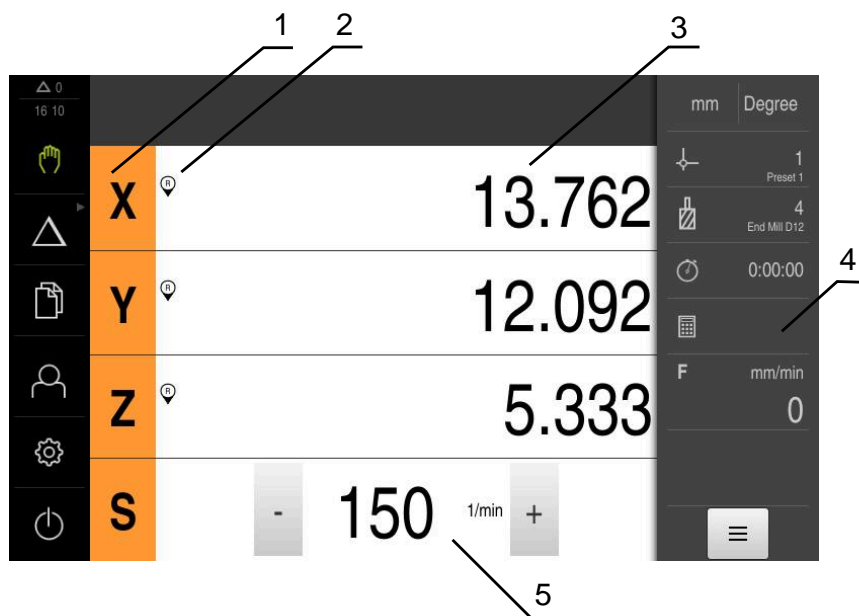 1 2 3
△ 0
16 10
mm Degree
1
Preset 1
X R 13.762
4
End Mill D12
0:00:00
4
Y R 12.092
F mm/min
0
Z R 5.333
S - 150 1/min +
5